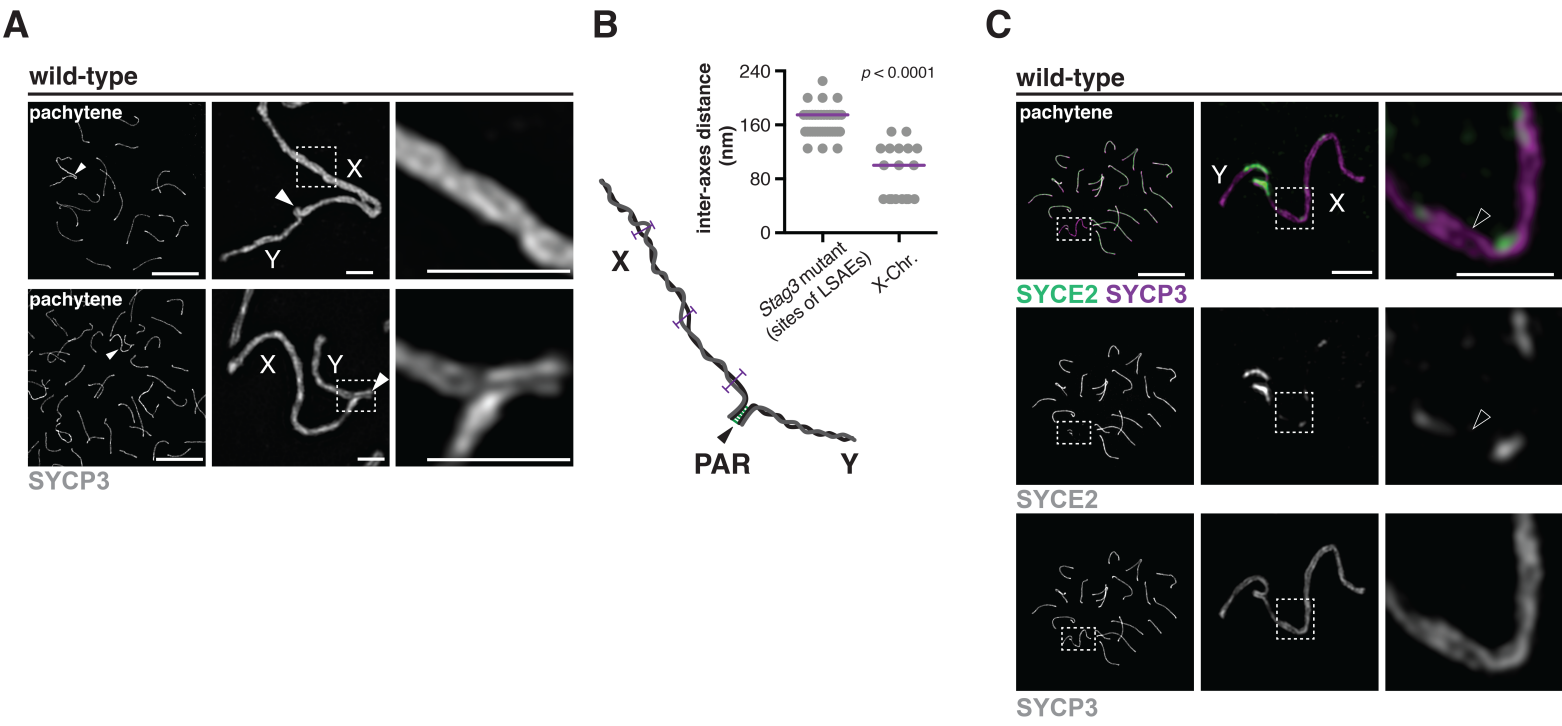 A
wild-type
pachytene
X
Y
pachytene
X
Y
SYCP3
B
inter-axes distance
(nm)
240
160
80
0
p < 0.0001
Stag3 mutant
(sites of LSAEs)
X-Chr.
X
PAR
Y
C
wild-type
pachytene
Y
X
SYCE2 SYCP3
SYCE2
SYCP3